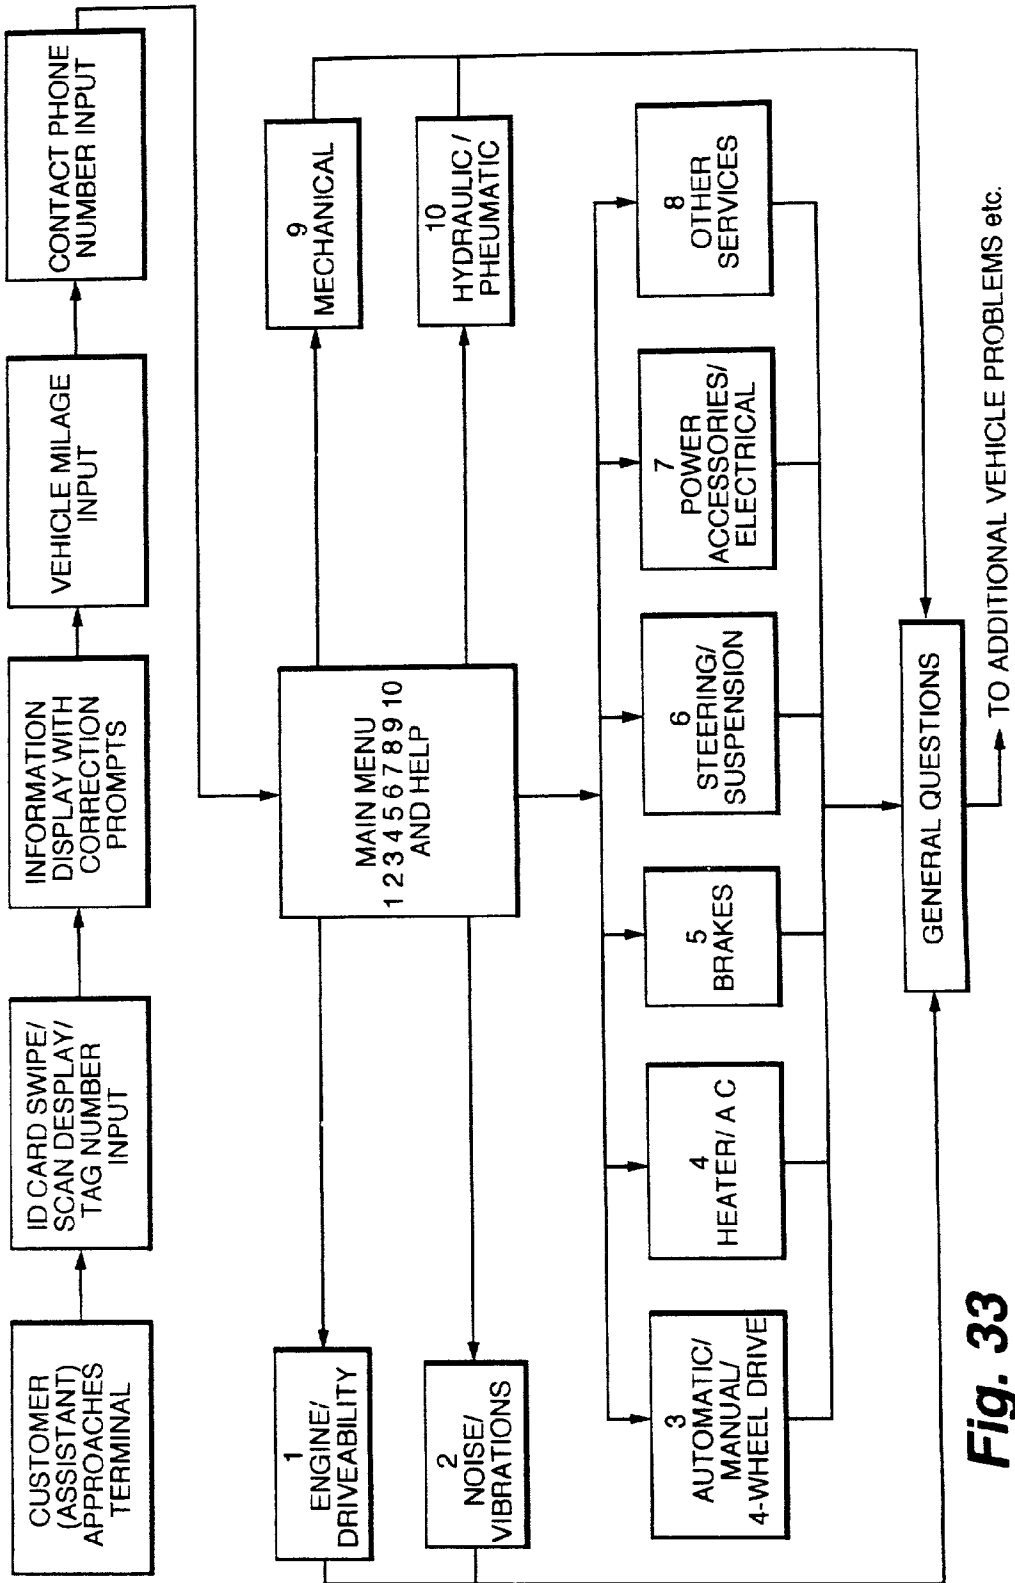 CUSTOMER
(ASSISTANT)
APPROACHES
TERMINAL
ID CARD SWIPE/
SCAN DESPLAY/
TAG NUMBER
INPUT
INFORMATION
DISPLAY WITH
CORRECTION
PROMPTS
VEHICLE MILAGE
INPUT
CONTACT PHONE
NUMBER INPUT
1
ENGINE/
DRIVEABILITY
2
NOISE/
VIBRATIONS
MAIN MENU
1 2 3 4 5 6 7 8 9 10
AND HELP
9
MECHANICAL
10
HYDRAULIC /
PHEUMATIC
3
AUTOMATIC/
MANUAL/
4-WHEEL DRIVE
4
HEATER/ A C
5
BRAKES
6
STEERING/
SUSPENSION
7
POWER
ACCESSORIES/
ELECTRICAL
8
OTHER
SERVICES
GENERAL QUESTIONS
TO ADDITIONAL VEHICLE PROBLEMS etc.
Fig. 33